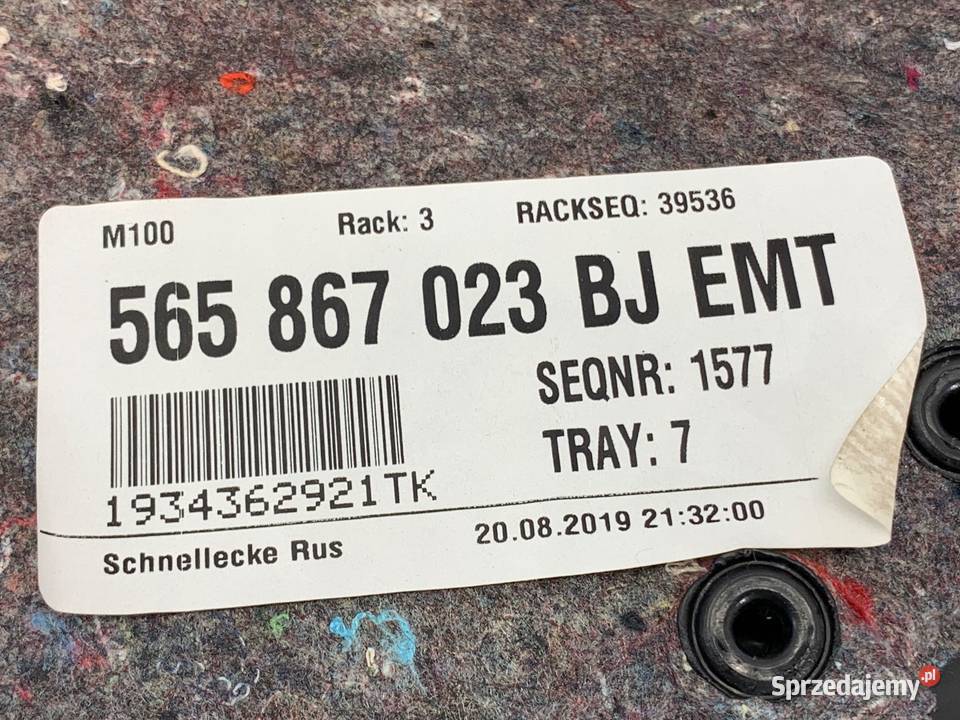 M100 Rack: 3 RACKSEQ: 39536
565 867 023 BJ EMT
SEQNR: 1577
TRAY: 7
1934362921TK
Schnellecke Rus 20.08.2019 21:32:00
Sprzedajemy.pl